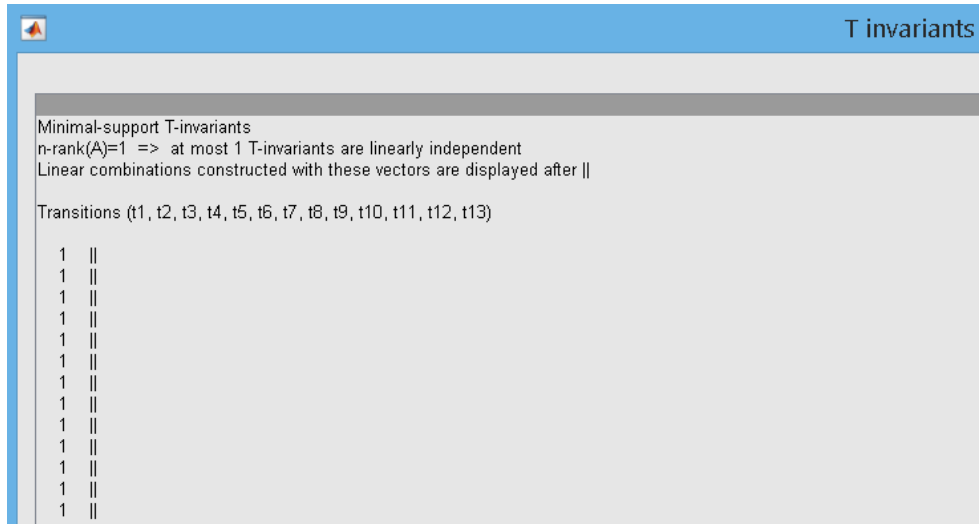 T invariants
Minimal-support T-invariants
n-rank(A)=1 => at most 1 T-invariants are linearly independent
Linear combinations constructed with these vectors are displayed after ||
Transitions (t1, t2, t3, t4, t5, t6, t7, t8, t9, t10, t11, t12, t13)
1 ||
1 ||
1 ||
1 ||
1 ||
1 ||
1 ||
1 ||
1 ||
1 ||
1 ||
1 ||
1 ||